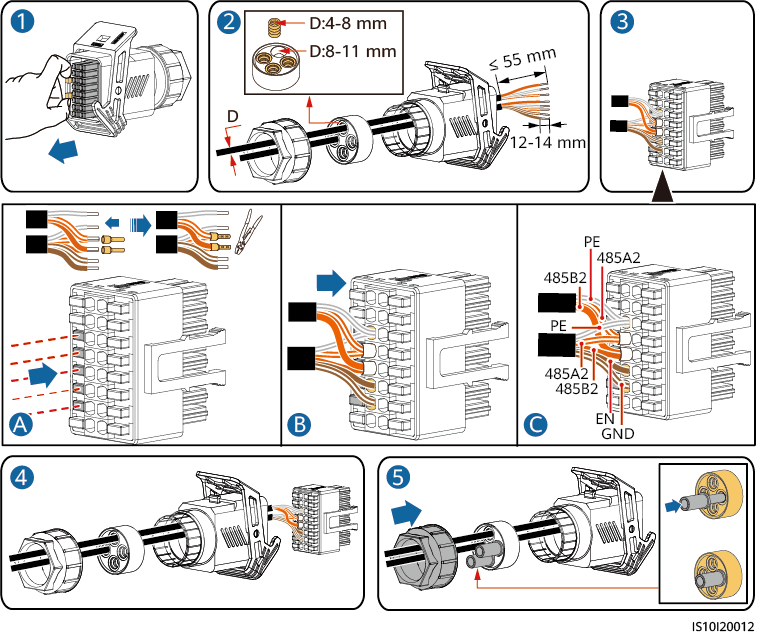 1
2
D:4-8 mm
D:8-11 mm
≤ 55 mm
D
12-14 mm
3
A
B
C
PE
485A2
485B2
PE
485A2
485B2
EN
GND
4
5
IS10I20012